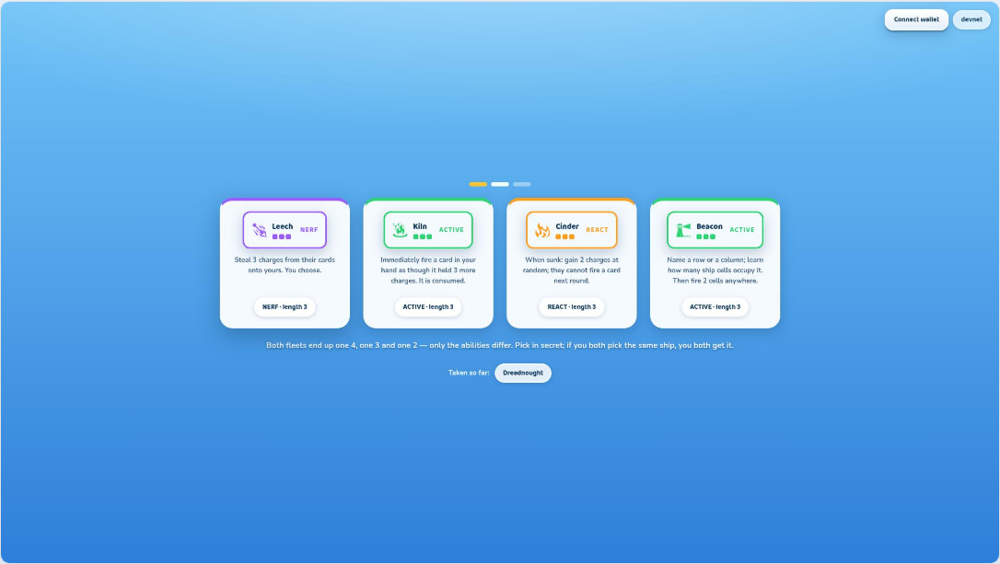 Connect wallet
devnet
Leech
NERF
Steal 3 charges from their cards
onto yours. You choose.
NERF · length 3
Kiln
ACTIVE
Immediately fire a card in your
hand as though it held 3 more
charges. It is consumed.
ACTIVE · length 3
Cinder
REACT
When sunk: gain 2 charges at
random; they cannot fire a card
next round.
REACT · length 3
Beacon
ACTIVE
Name a row or a column; learn
how many ship cells occupy it.
Then fire 2 cells anywhere.
ACTIVE · length 3
Both fleets end up one 4, one 3 and one 2 — only the abilities differ. Pick in secret; if you both pick the same ship, you both get it.
Taken so far:
Dreadnought